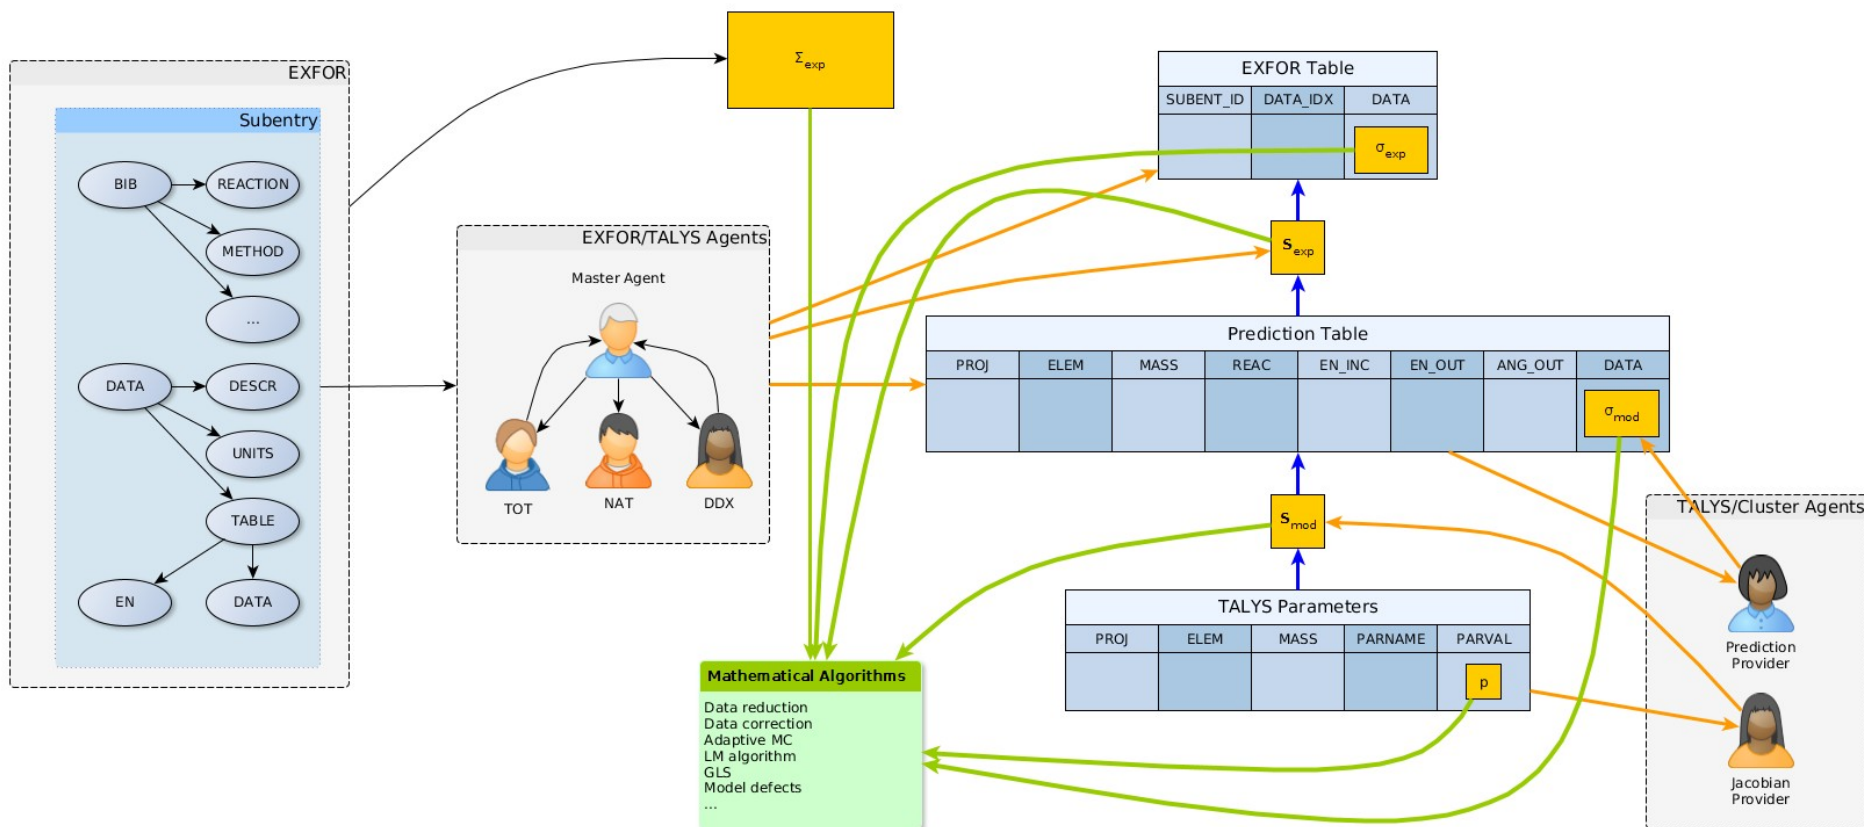 EXFOR
Subentry
BIB
REACTION
METHOD
...
DATA
DESCR
UNITS
TABLE
EN
DATA
Σexp
EXFOR/TALYS Agents
Master Agent
TOT
NAT
DDX
EXFOR Table
SUBENT_ID DATA_IDX DATA
σexp
Sexp
Prediction Table
PROJ ELEM MASS REAC EN_INC EN_OUT ANG_OUT DATA
σmod
Smod
TALYS Parameters
PROJ ELEM MASS PARNAME PARVAL
p
TALYS/Cluster Agents
Prediction
Provider
Jacobian
Provider
Mathematical Algorithms
Data reduction
Data correction
Adaptive MC
LM algorithm
GLS
Model defects
...